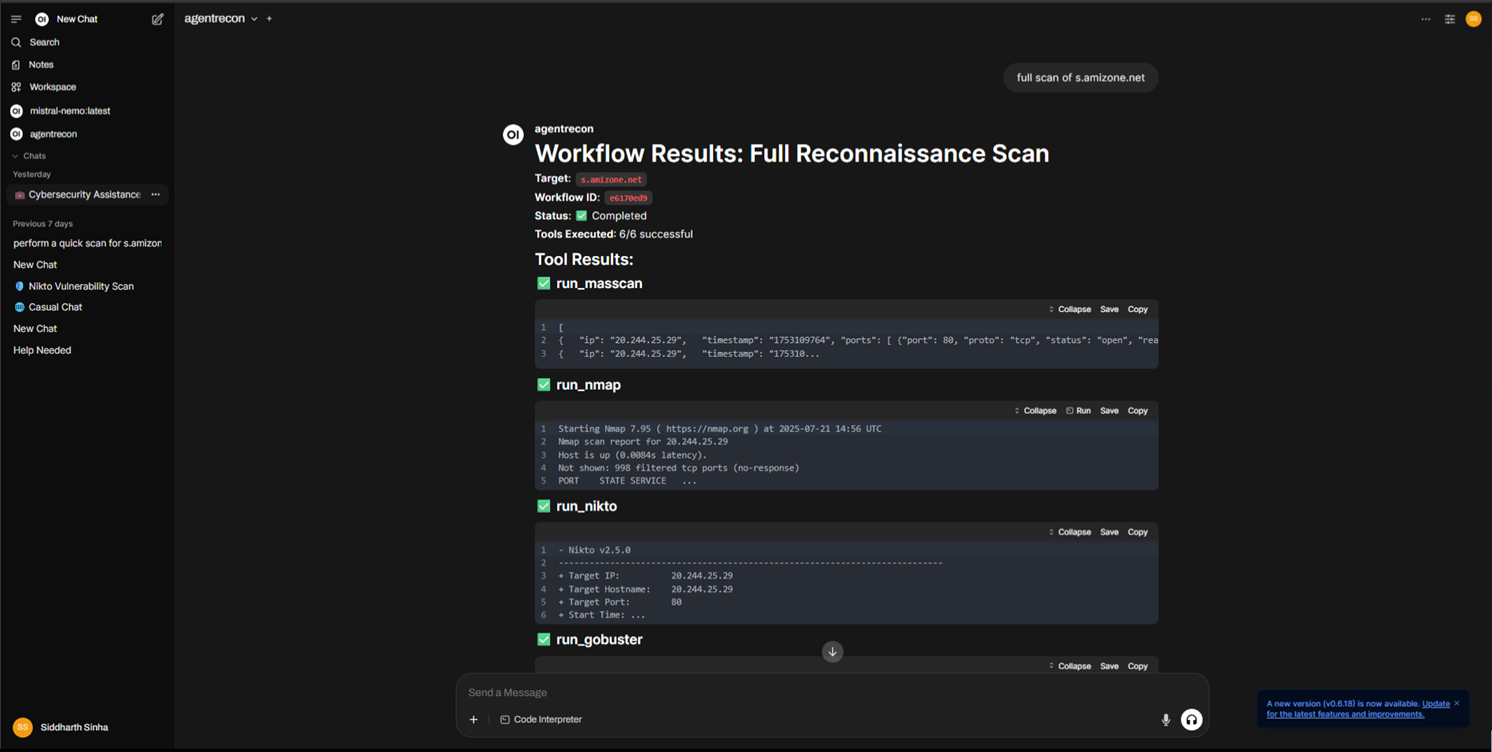 New Chat
Search
Notes
Workspace
mistral-nemo:latest
agentrecon
Chats
Yesterday
Cybersecurity Assistance
Previous 7 days
perform a quick scan for s.amizon
New Chat
Nikto Vulnerability Scan
Casual Chat
New Chat
Help Needed
SS Siddharth Sinha
agentrecon
SS
full scan of s.amizone.net
OI agentrecon
Workflow Results: Full Reconnaissance Scan
Target: s.amizone.net
Workflow ID: e6170ed9
Status: ✅ Completed
Tools Executed: 6/6 successful
Tool Results:
✅ run_masscan
Collapse Save Copy
1 [
2 { "ip": "20.244.25.29", "timestamp": "1753109764", "ports": [ {"port": 80, "proto": "tcp", "status": "open", "rea
3 { "ip": "20.244.25.29", "timestamp": "175310...
✅ run_nmap
Collapse Run Save Copy
1 Starting Nmap 7.95 ( https://nmap.org ) at 2025-07-21 14:56 UTC
2 Nmap scan report for 20.244.25.29
3 Host is up (0.0084s latency).
4 Not shown: 998 filtered tcp ports (no-response)
5 PORT STATE SERVICE ...
✅ run_nikto
Collapse Save Copy
1 - Nikto v2.5.0
2 ---------------------------------------------------------------------------
3 + Target IP: 20.244.25.29
4 + Target Hostname: 20.244.25.29
5 + Target Port: 80
6 + Start Time: ...
✅ run_gobuster
Collapse Save Copy
Send a Message
+ Code Interpreter
A new version (v0.6.18) is now available. Update
for the latest features and improvements.